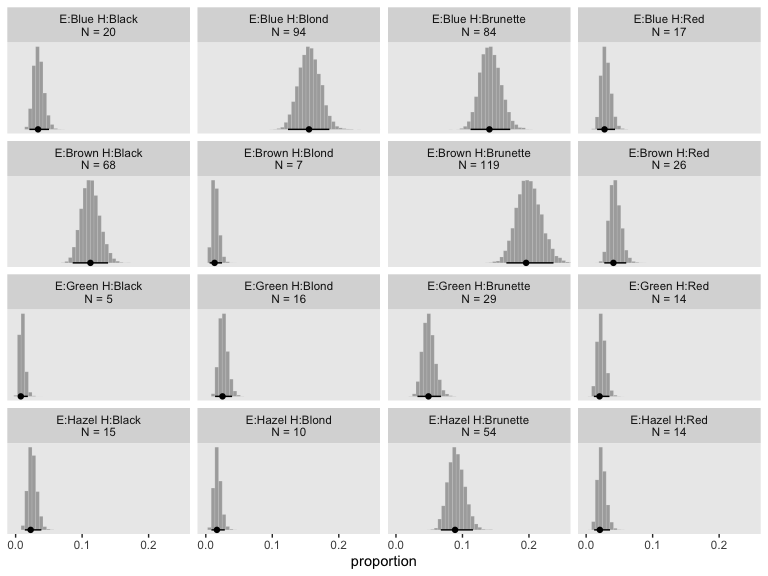 E:Blue H:Black
N = 20
E:Blue H:Blond
N = 94
E:Blue H:Brunette
N = 84
E:Blue H:Red
N = 17
E:Brown H:Black
N = 68
E:Brown H:Blond
N = 7
E:Brown H:Brunette
N = 119
E:Brown H:Red
N = 26
E:Green H:Black
N = 5
E:Green H:Blond
N = 16
E:Green H:Brunette
N = 29
E:Green H:Red
N = 14
E:Hazel H:Black
N = 15
E:Hazel H:Blond
N = 10
E:Hazel H:Brunette
N = 54
E:Hazel H:Red
N = 14
0.0 0.1 0.2 0.0 0.1 0.2 0.0 0.1 0.2 0.0 0.1 0.2
proportion